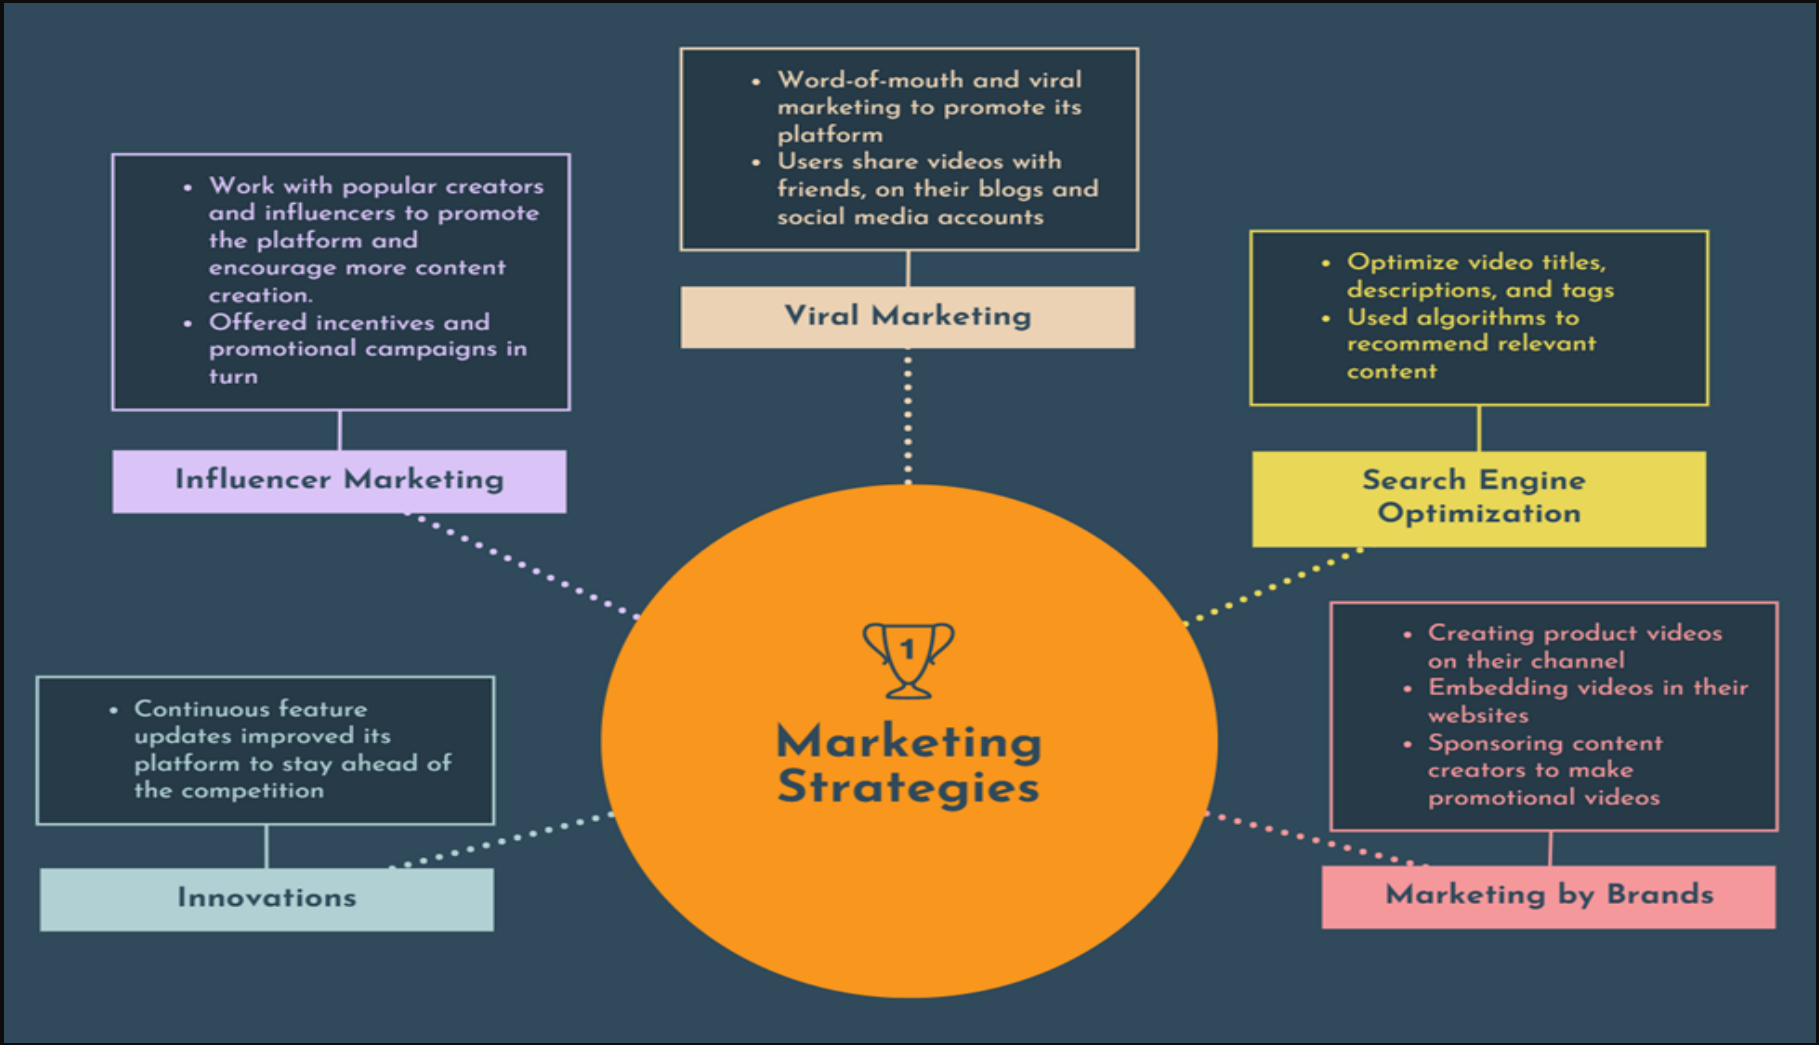 • Word-of-mouth and viral
marketing to promote its
platform
• Users share videos with
friends, on their blogs and
social media accounts
Viral Marketing
• Work with popular creators
and influencers to promote
the platform and
encourage more content
creation.
• Offered incentives and
promotional campaigns in
turn
Influencer Marketing
• Optimize video titles,
descriptions, and tags
• Used algorithms to
recommend relevant
content
Search Engine
Optimization
1
Marketing
Strategies
• Continuous feature
updates improved its
platform to stay ahead of
the competition
Innovations
• Creating product videos
on their channel
• Embedding videos in their
websites
• Sponsoring content
creators to make
promotional videos
Marketing by Brands